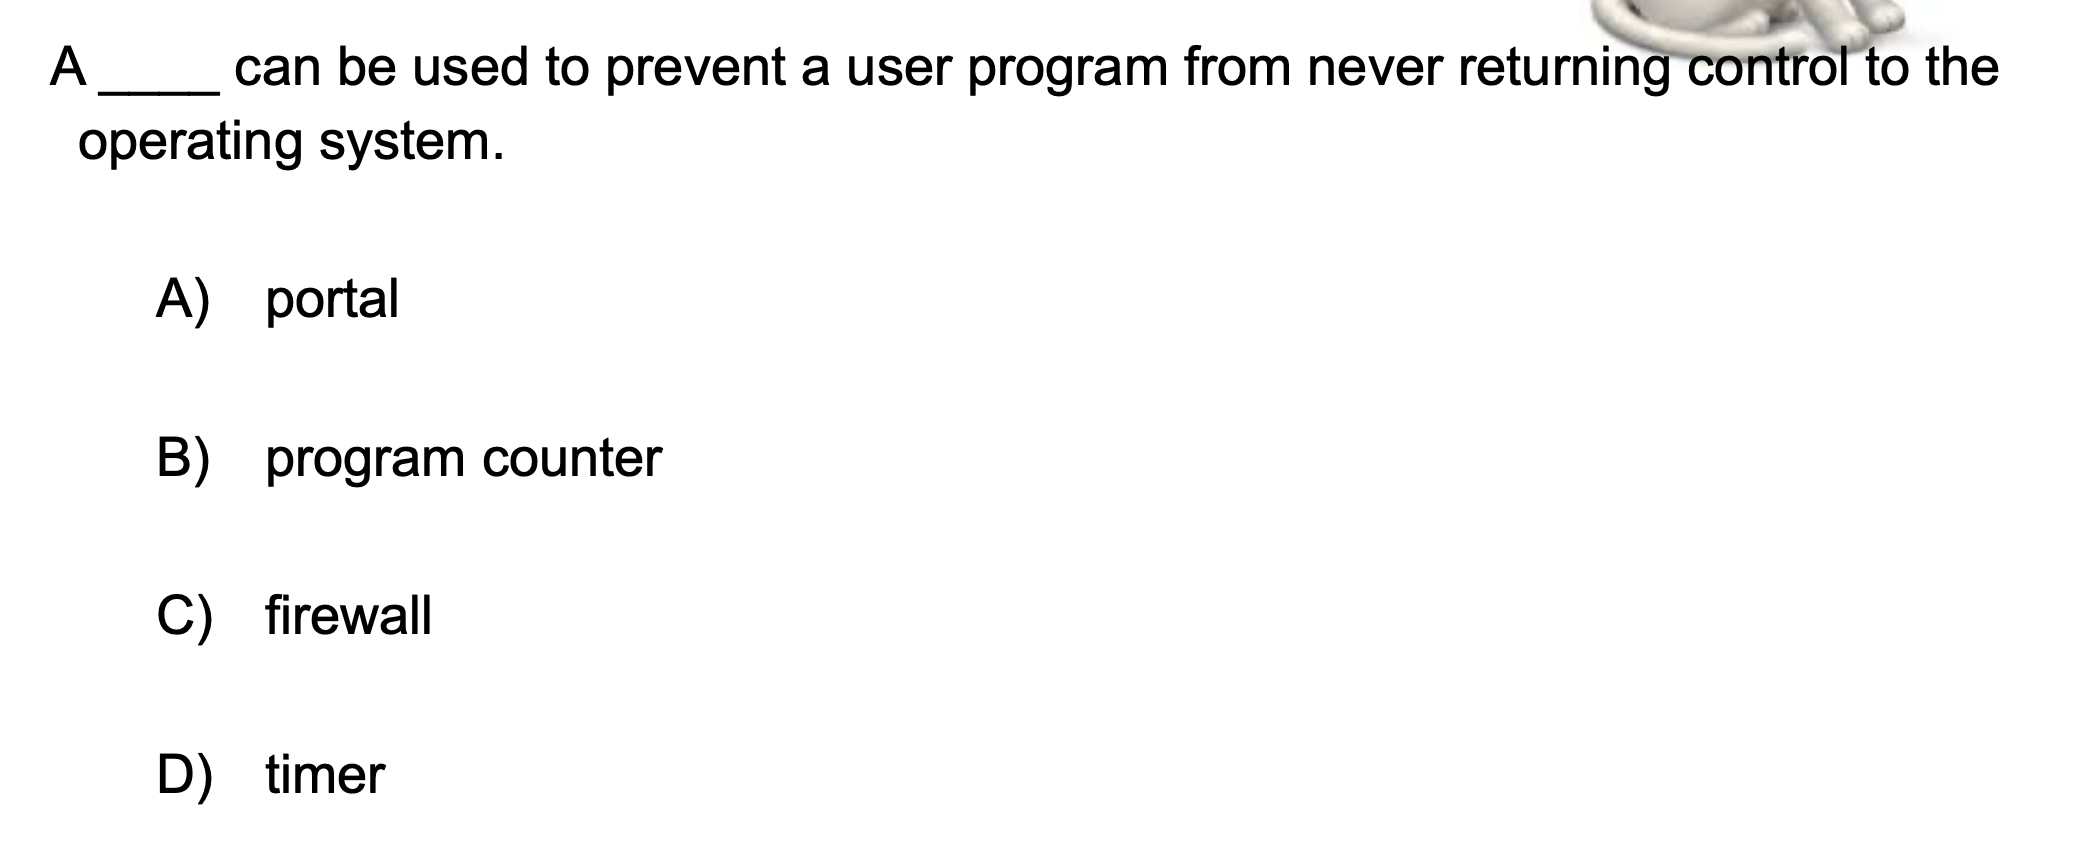 A ____ can be used to prevent a user program from never returning control to the
operating system.
A) portal
B) program counter
C) firewall
D) timer